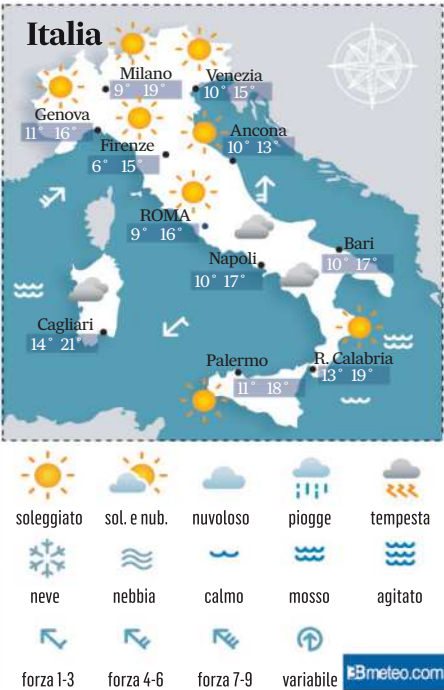 Italia
Milano
9° 19°
Venezia
10° 15°
Genova
11° 16°
Ancona
10° 13°
Firenze
6° 15°
ROMA
9° 16°
Bari
10° 17°
Napoli
10° 17°
Cagliari
14° 21°
Palermo
11° 18°
R. Calabria
13° 19°
soleggiato sol. e nub. nuvoloso piogge tempesta
neve nebbia calmo mosso agitato
forza 1-3 forza 4-6 forza 7-9 variabile
3Bmeteo.com